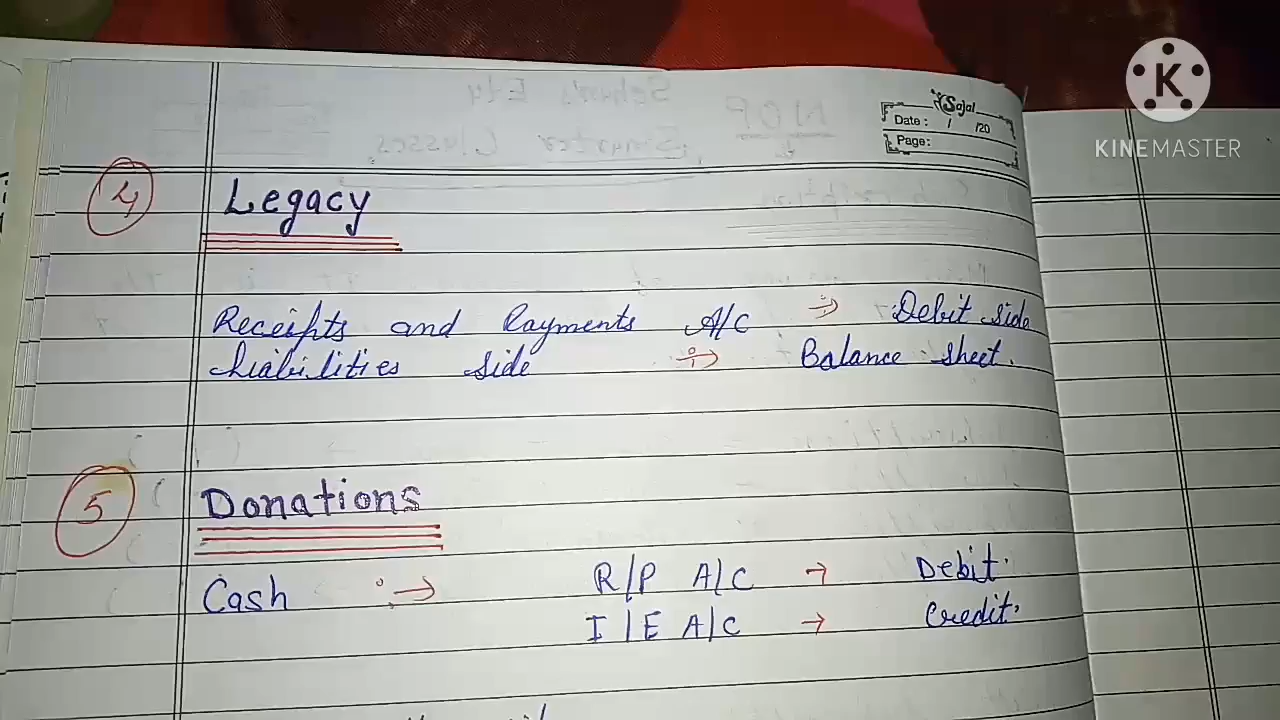 K
KINEMASTER
Sajal
Date : / /20
Page:
4 Legacy
Receipts and Payments A/C ÷→ Debit side
Liabilities side ÷→ Balance sheet.
5 Donations
Cash :→ R/P A/C → Debit.
I/E A/C → Credit.